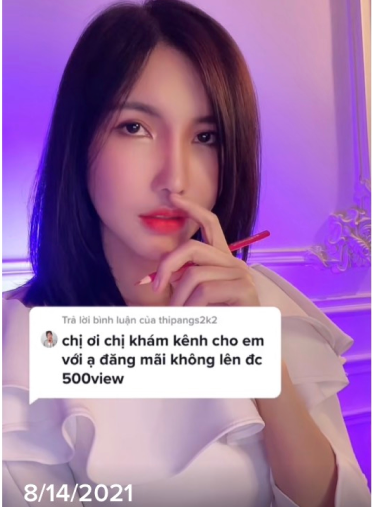 Trả lời bình luận của thipangs2k2
chị ơi chị khám kênh cho em
với ạ đăng mãi không lên đc
500view
8/14/2021